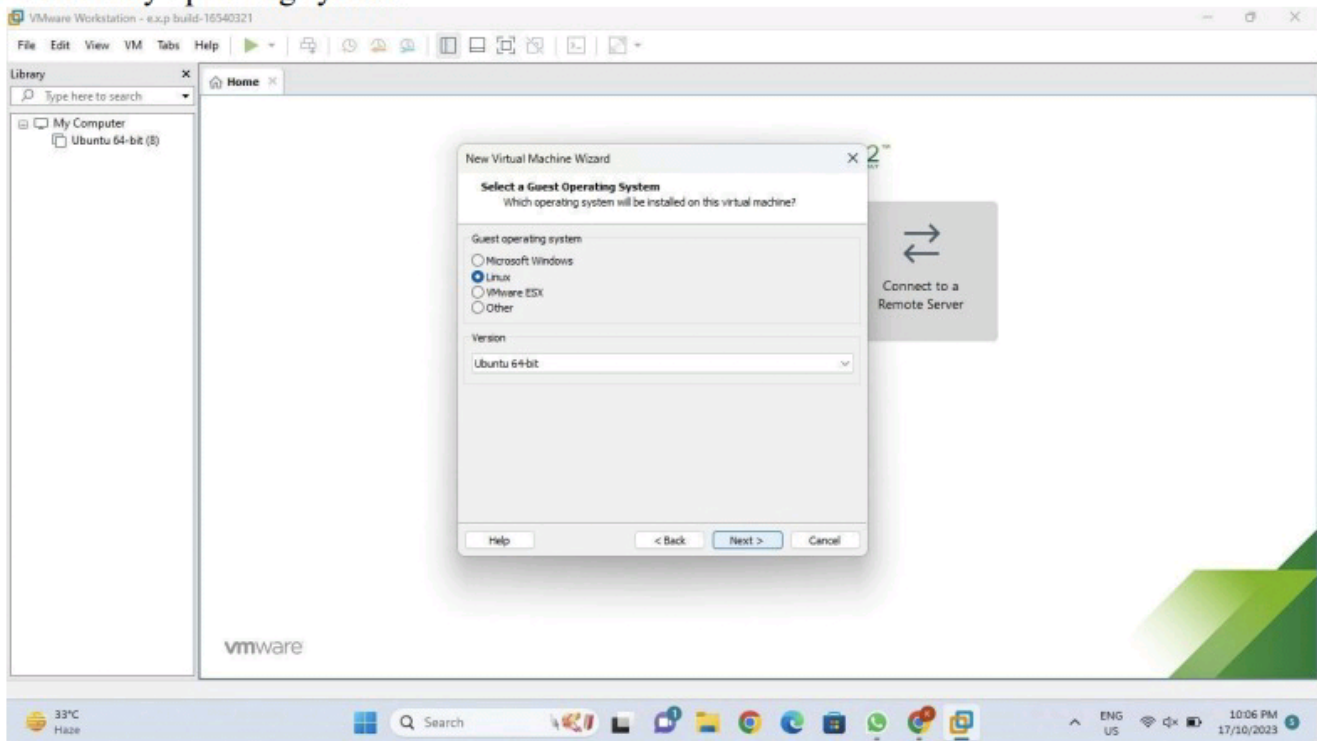 VMware Workstation - e.x.p build-16540321
File Edit View VM Tabs Help
Library
Home
Type here to search
My Computer
Ubuntu 64-bit (8)
New Virtual Machine Wizard
2™
Select a Guest Operating System
Which operating system will be installed on this virtual machine?
Guest operating system
Microsoft Windows
Linux
VMware ESX
Other
Connect to a
Remote Server
Version
Ubuntu 64-bit
Help
< Back
Next >
Cancel
vmware
33°C
Haze
Search
1
ENG
US
10:06 PM
17/10/2023